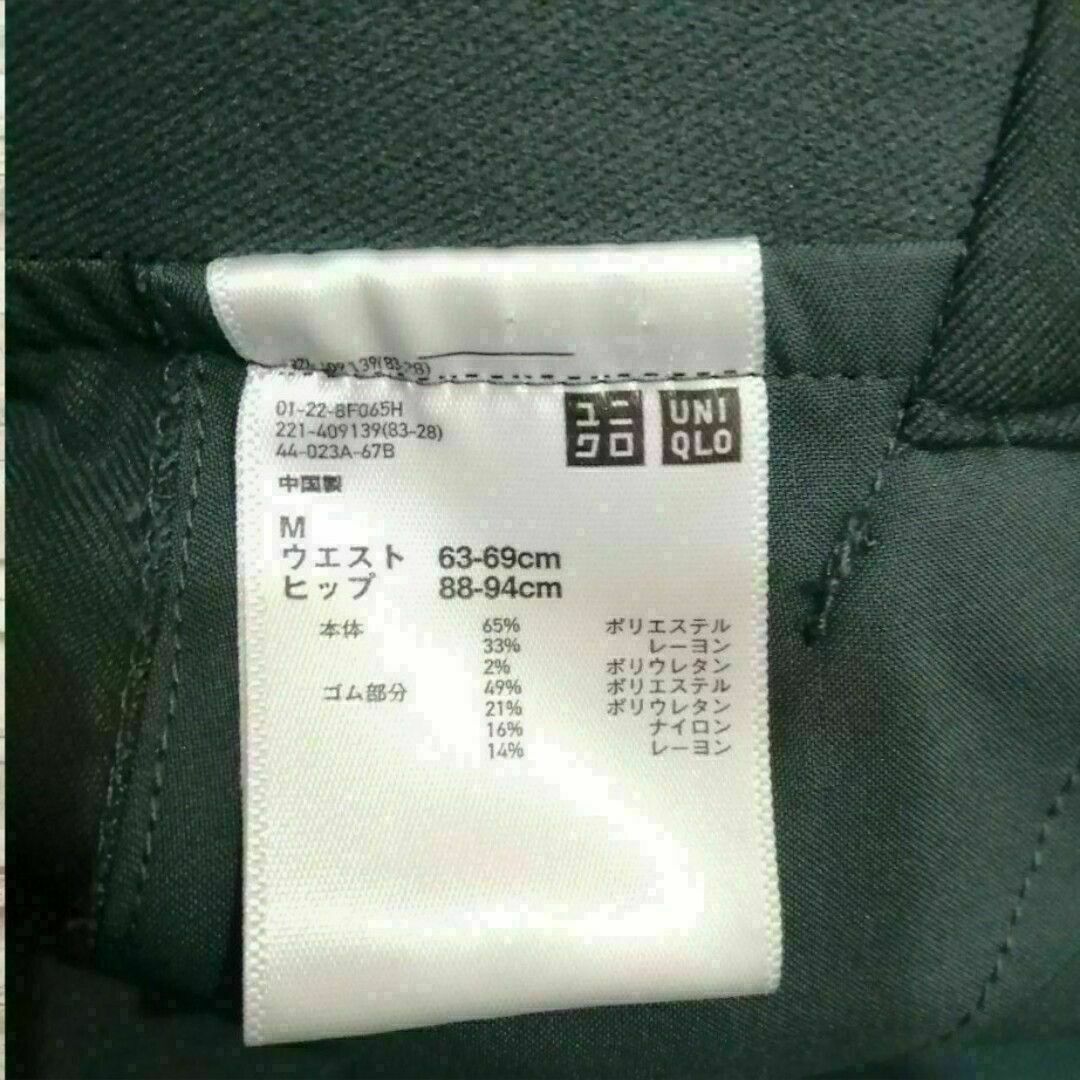 01-22-8F065H
221-409139(83-28)
44-023A-67B
ユニクロ
UNIQLO
中国製
M
ウエスト 63-69cm
ヒップ 88-94cm
本体 65% ポリエステル
33% レーヨン
2% ポリウレタン
ゴム部分 49% ポリエステル
21% ポリウレタン
16% ナイロン
14% レーヨン